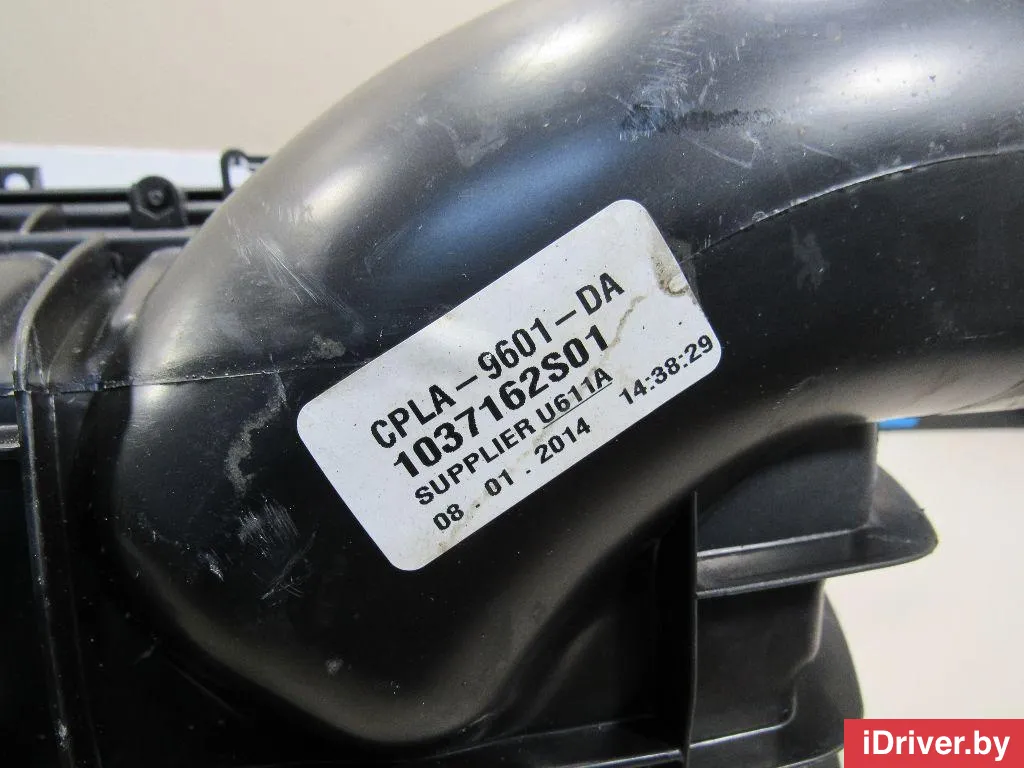 CPLA-9601-DA
1037162S01
SUPPLIER U611A
08 - 01 - 2014 14:38:29
iDriver.by